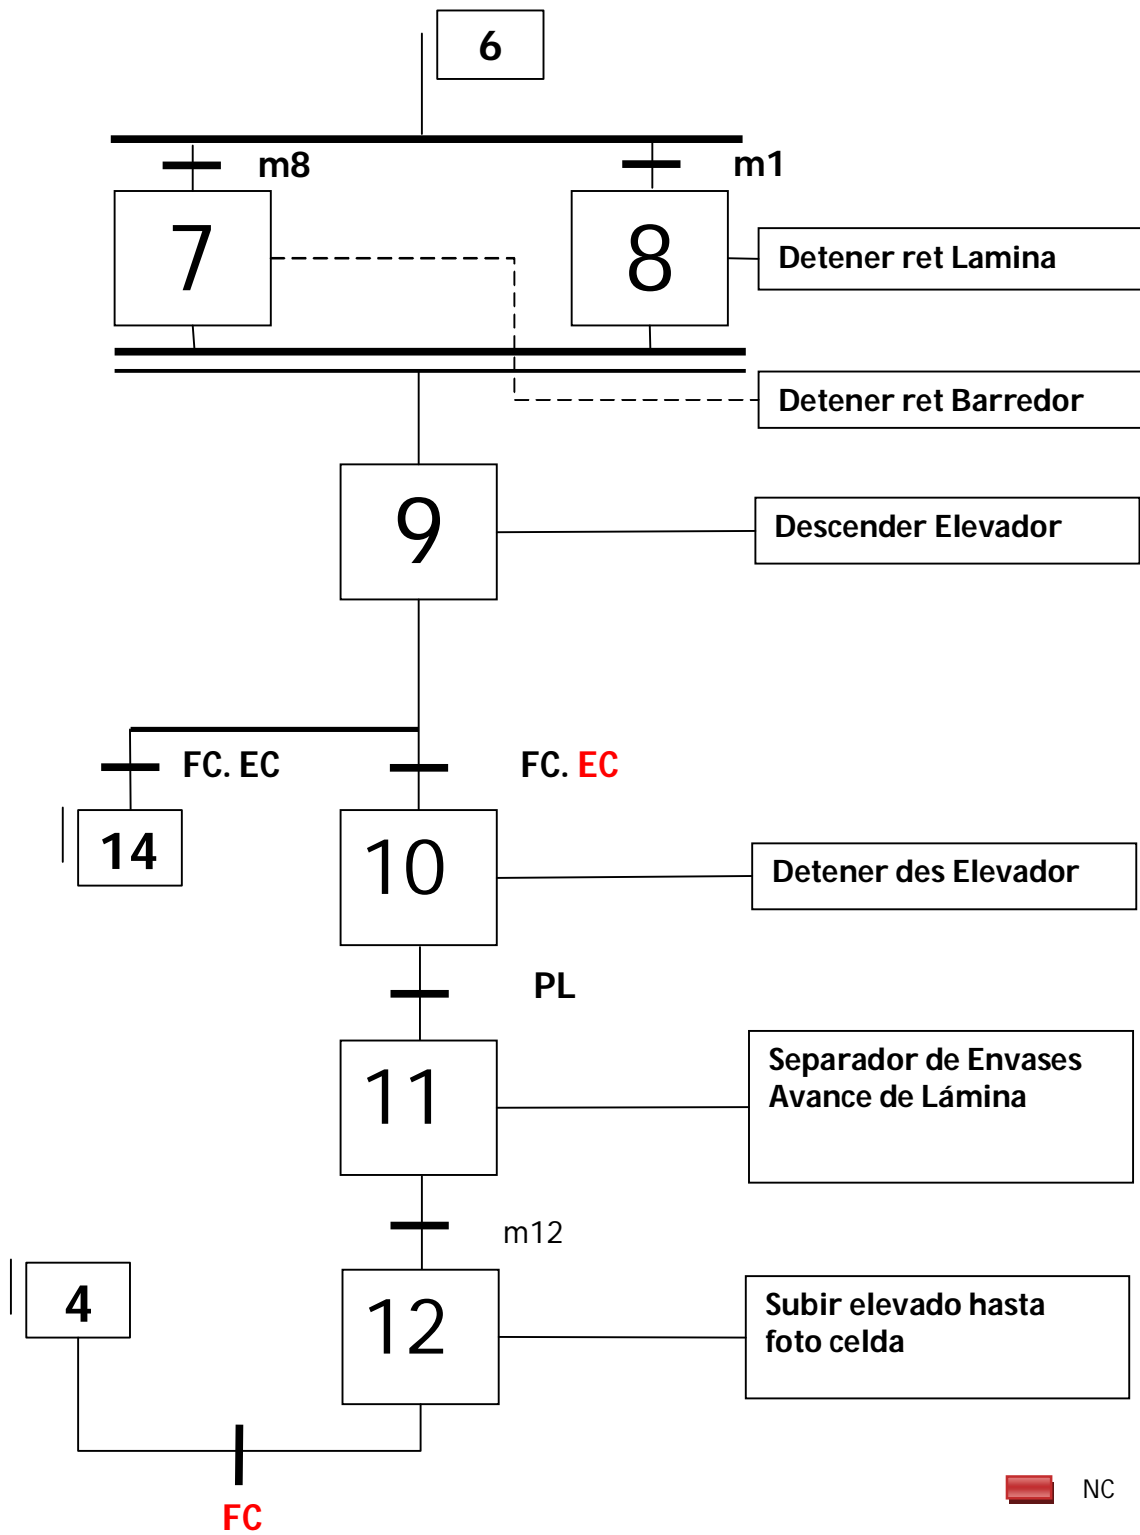 6
m8
m1
7
8
Detener ret Lamina
Detener ret Barredor
9
Descender Elevador
FC. EC
FC. EC
14
10
Detener des Elevador
PL
11
Separador de Envases
Avance de Lámina
m12
4
12
Subir elevado hasta
foto celda
FC
NC